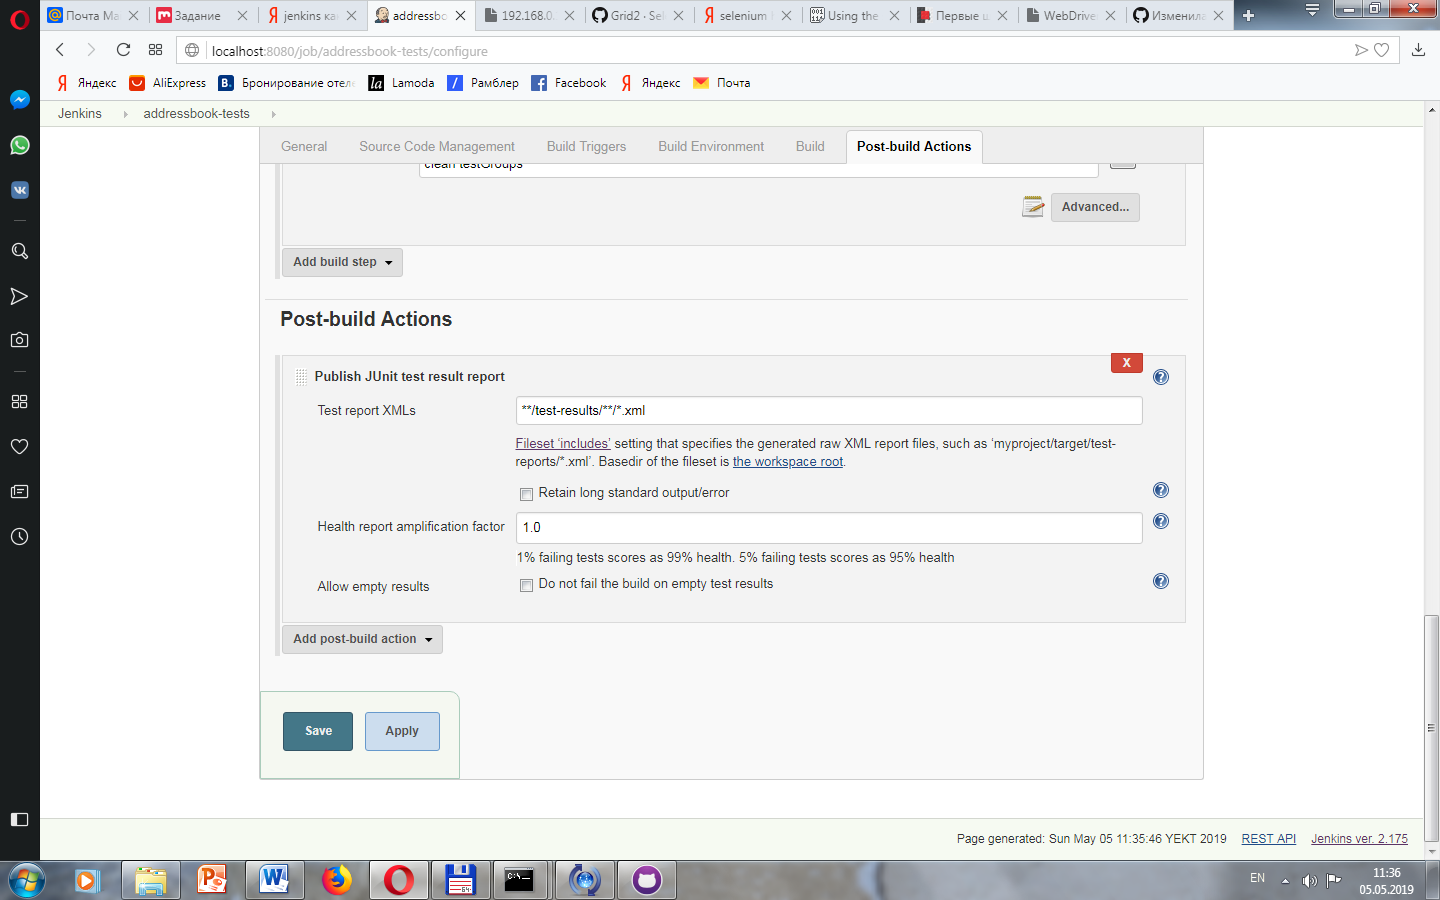 Почта Ma
Задание
jenkins ка
addressbo
192.168.0.
Grid2 · Sel
selenium h
Using the
Первые ш
WebDrive
Изменила
localhost:8080/job/addressbook-tests/configure
Яндекс
AliExpress
Бронирование отеле
Lamoda
Рамблер
Facebook
Яндекс
Почта
Jenkins
addressbook-tests
General
Source Code Management
Build Triggers
Build Environment
Build
Post-build Actions
clean testGroups
Advanced...
Add build step
Post-build Actions
X
Publish JUnit test result report
Test report XMLs
**/test-results/**/*.xml
Fileset ‘includes’ setting that specifies the generated raw XML report files, such as ‘myproject/target/test-
reports/*.xml’. Basedir of the fileset is the workspace root.
Retain long standard output/error
Health report amplification factor
1.0
1% failing tests scores as 99% health. 5% failing tests scores as 95% health
Allow empty results
Do not fail the build on empty test results
Add post-build action
Save
Apply
Page generated: Sun May 05 11:35:46 YEKT 2019
REST API
Jenkins ver. 2.175
EN
11:36
05.05.2019